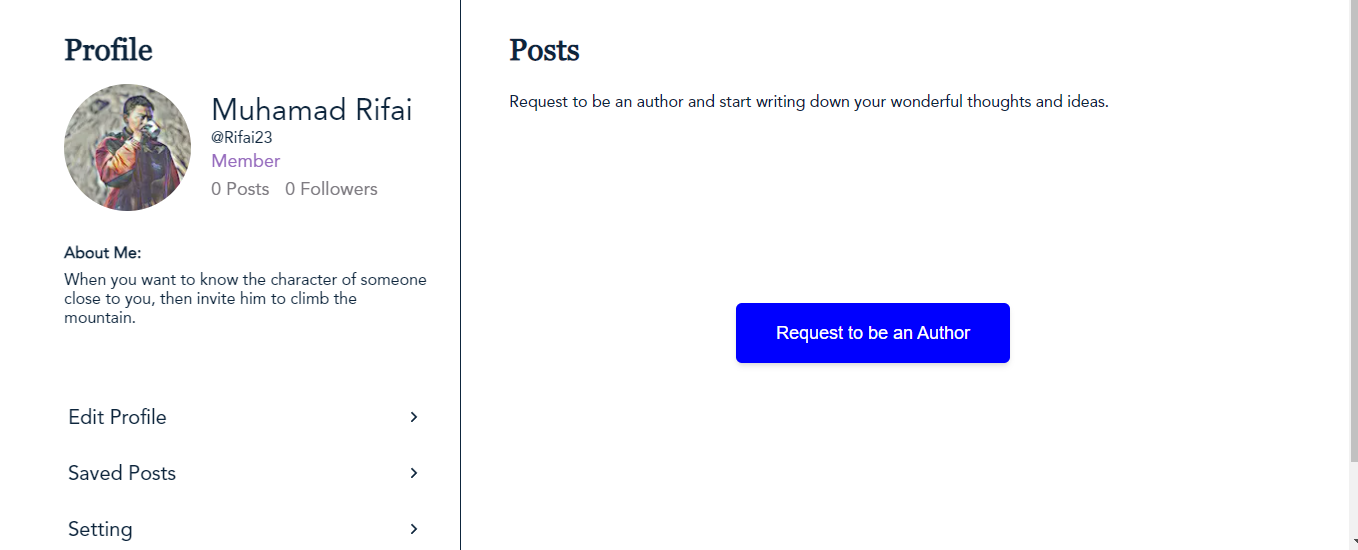 Profile
Muhamad Rifai
@Rifai23
Member
0 Posts 0 Followers
About Me:
When you want to know the character of someone
close to you, then invite him to climb the
mountain.
Edit Profile
Saved Posts
Setting
Posts
Request to be an author and start writing down your wonderful thoughts and ideas.
Request to be an Author